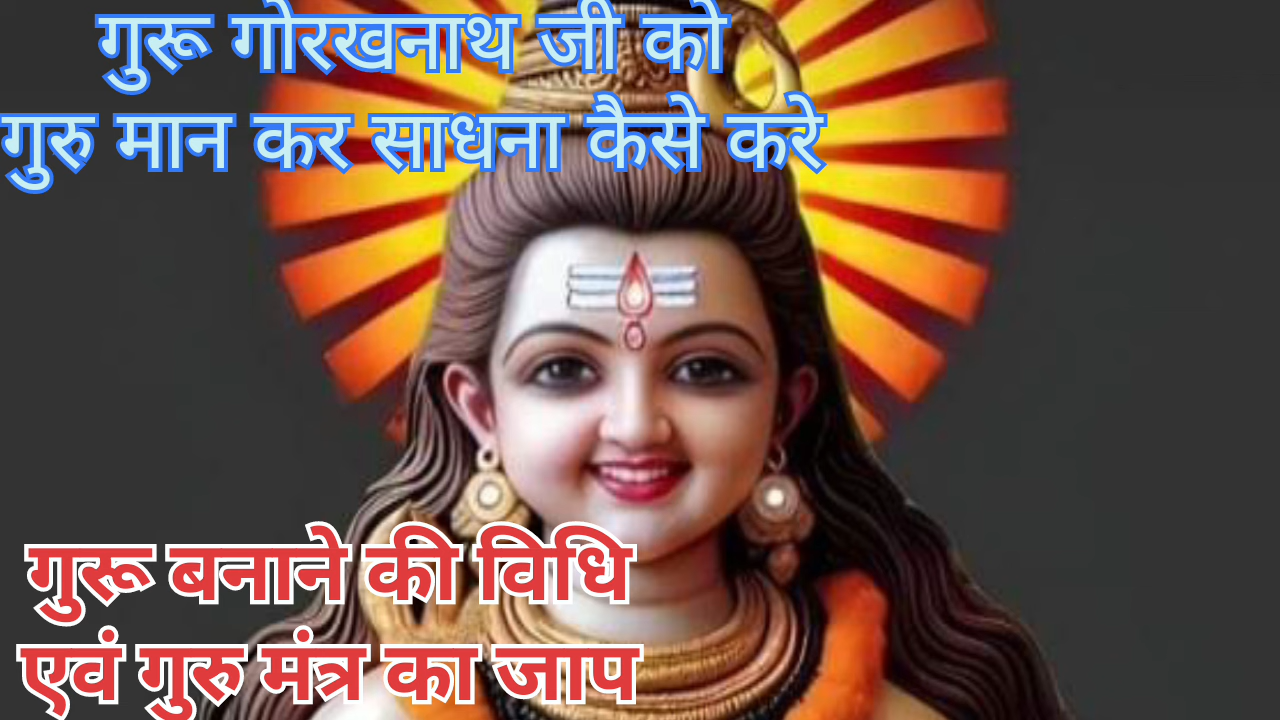 गुरू गोरखनाथ जी को
गुरु मान कर साधना कैसे करे
गुरू बनाने की विधि
एवं गुरु मंत्र का जाप